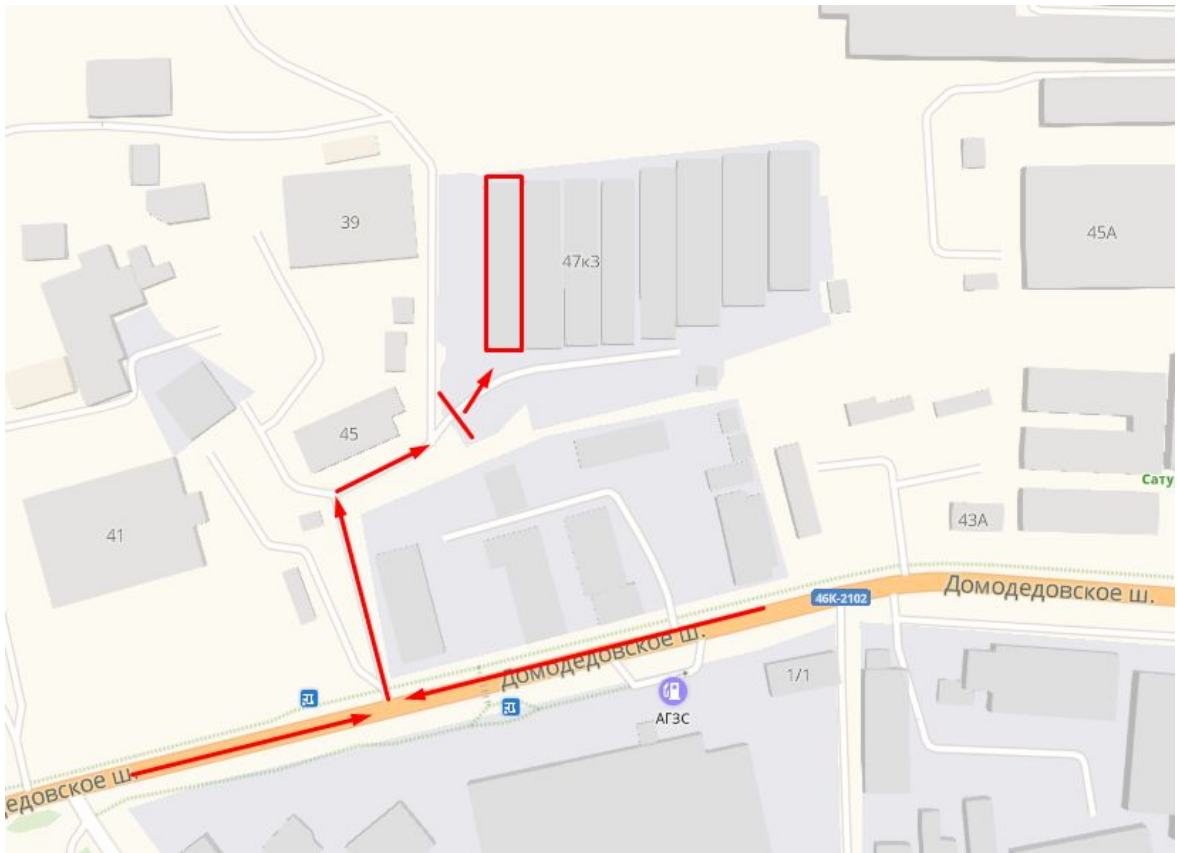 39
47к3
45А
45
Сату
41
43А
46К-2102
Домодедовское ш.
Домодедовское ш.
1/1
АГЗС
едовское ш.